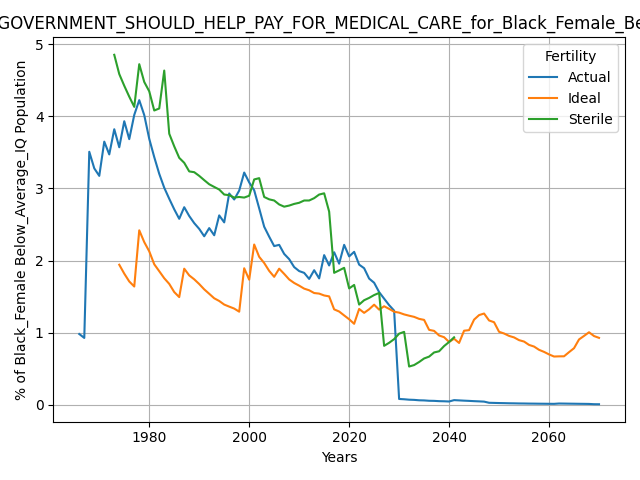 GOVERNMENT_SHOULD_HELP_PAY_FOR_MEDICAL_CARE_for_Black_Female_Be
% of Black_Female Below_Average_IQ Population
5
4
3
2
1
0
Fertility
Actual
Ideal
Sterile
1980 2000 2020 2040 2060
Years